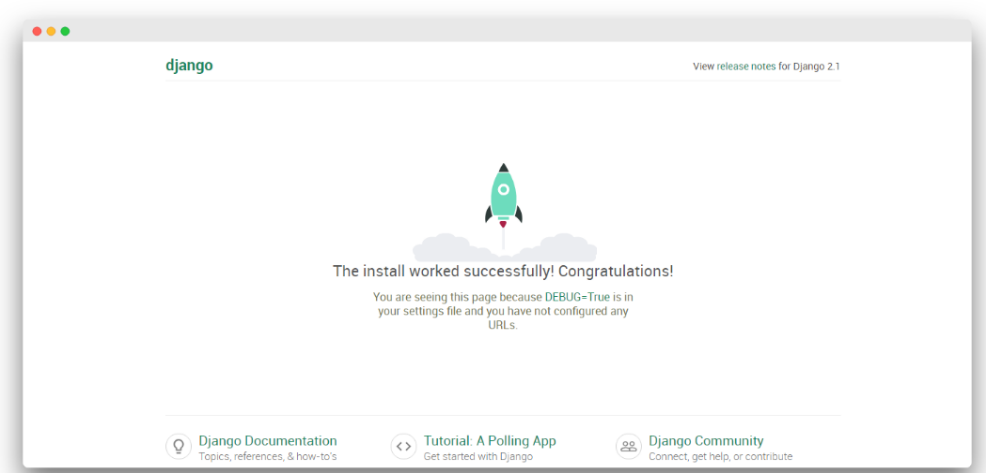 django
View release notes for Django 2.1
The install worked successfully! Congratulations!
You are seeing this page because DEBUG=True is in
your settings file and you have not configured any
URLs.
Django Documentation
Topics, references, & how-to's
Tutorial: A Polling App
Get started with Django
Django Community
Connect, get help, or contribute